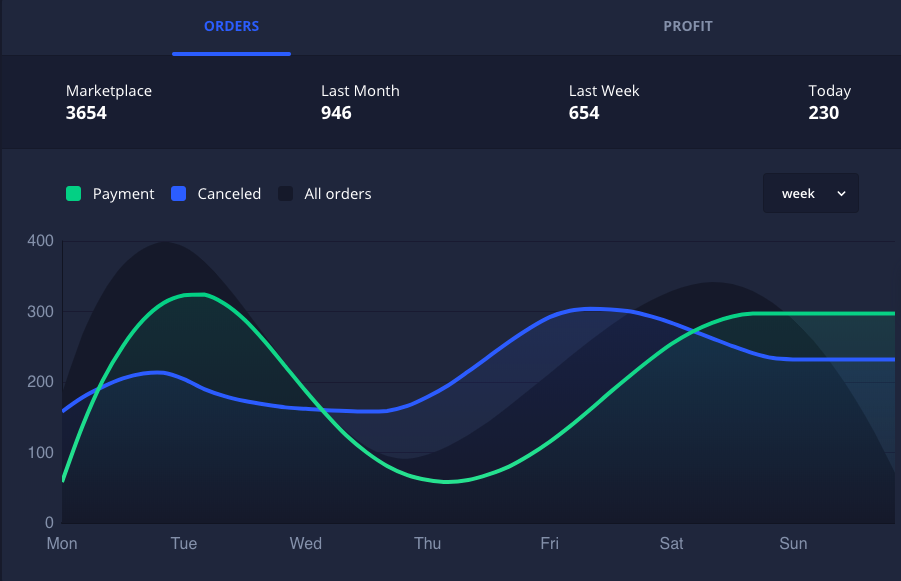 ORDERS PROFIT
Marketplace Last Month Last Week Today
3654 946 654 230
Payment Canceled All orders week
400
300
200
100
0
Mon Tue Wed Thu Fri Sat Sun